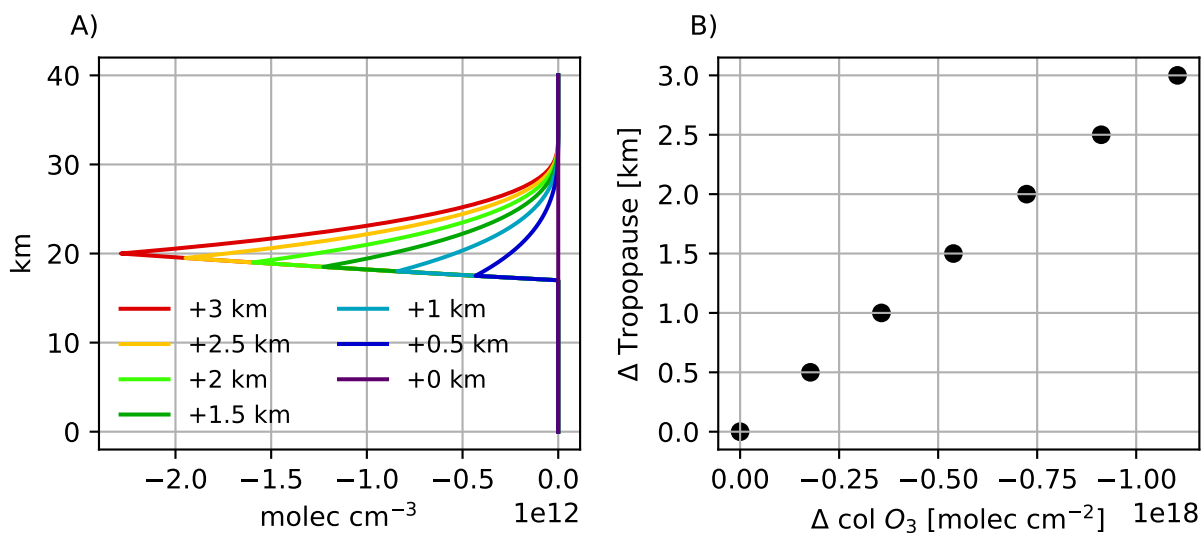 A)
40
30
20
10
0
km
+3 km
+2.5 km
+2 km
+1.5 km
+1 km
+0.5 km
+0 km
−2.0 −1.5 −1.0 −0.5 0.0
molec cm⁻³
1e12
B)
3.0
2.5
2.0
1.5
1.0
0.5
0.0
Δ Tropopause [km]
0.00 −0.25 −0.50 −0.75 −1.00
Δ col O₃ [molec cm⁻²]
1e18